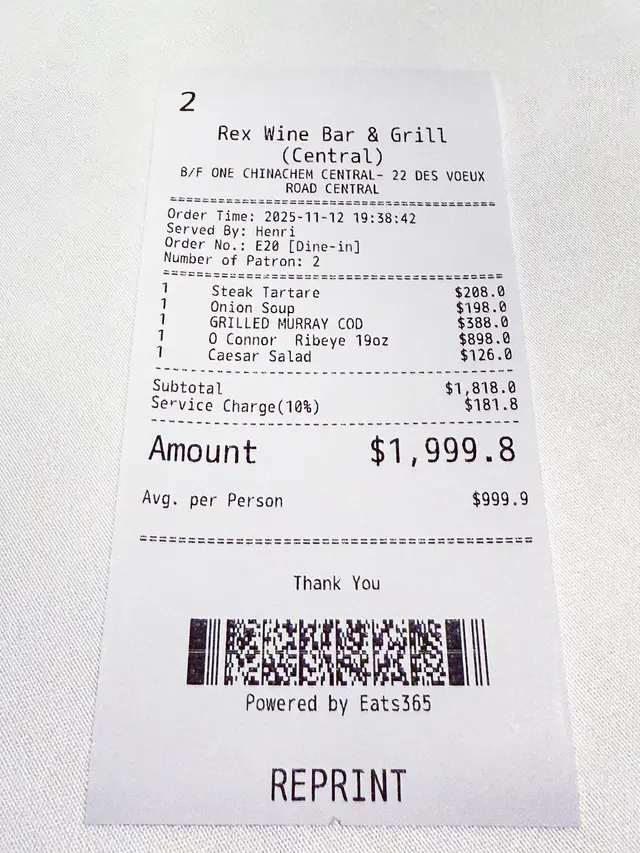 2
Rex Wine Bar & Grill
(Central)
B/F ONE CHINACHEM CENTRAL- 22 DES VOEUX
ROAD CENTRAL
Order Time: 2025-11-12 19:38:42
Served By: Henri
Order No.: E20 [Dine-in]
Number of Patron: 2
1 Steak Tartare $208.0
1 Onion Soup $198.0
1 GRILLED MURRAY COD $388.0
1 O Connor Ribeye 19oz $898.0
1 Caesar Salad $126.0
Subtotal $1,818.0
Service Charge(10%) $181.8
Amount $1,999.8
Avg. per Person $999.9
Thank You
Powered by Eats365
REPRINT